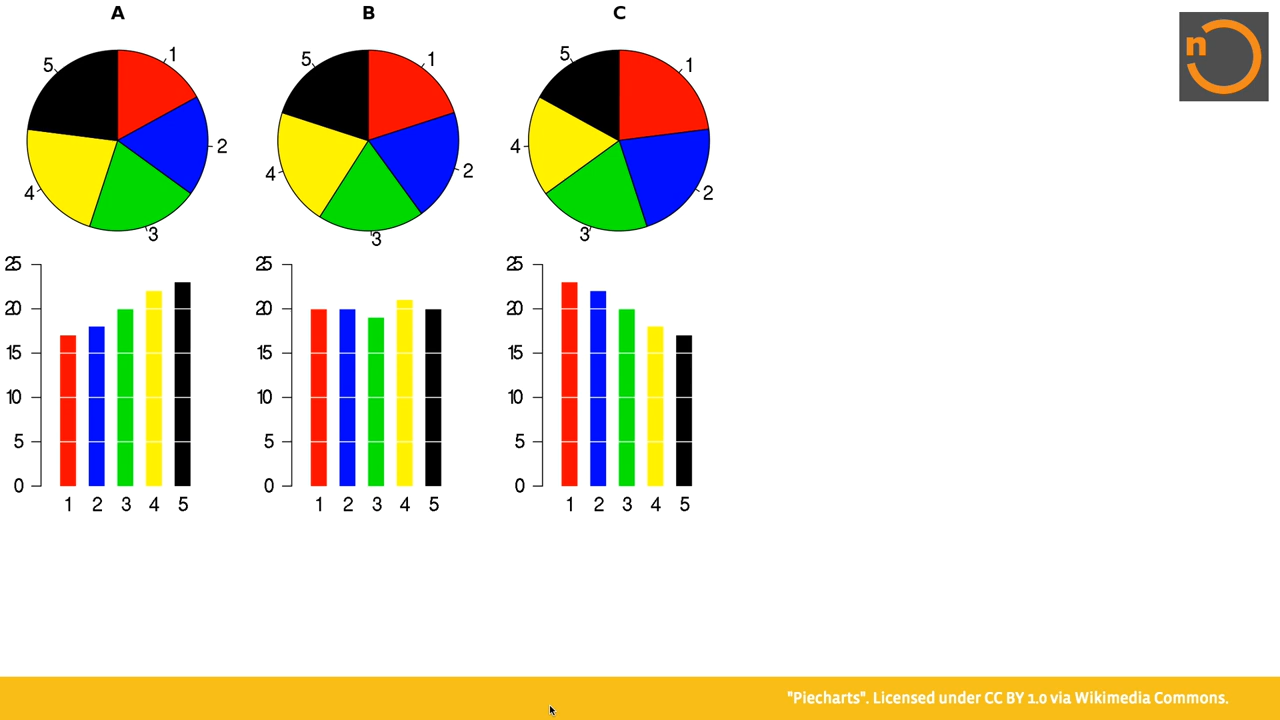 A B C
5 1 5 1 5 1
2 2 4
4 4 2
3 3 3
25 25 25
20 20 20
15 15 15
10 10 10
5 5 5
0 0 0
1 2 3 4 5 1 2 3 4 5 1 2 3 4 5
n
"Piecharts". Licensed under CC BY 1.0 via Wikimedia Commons.